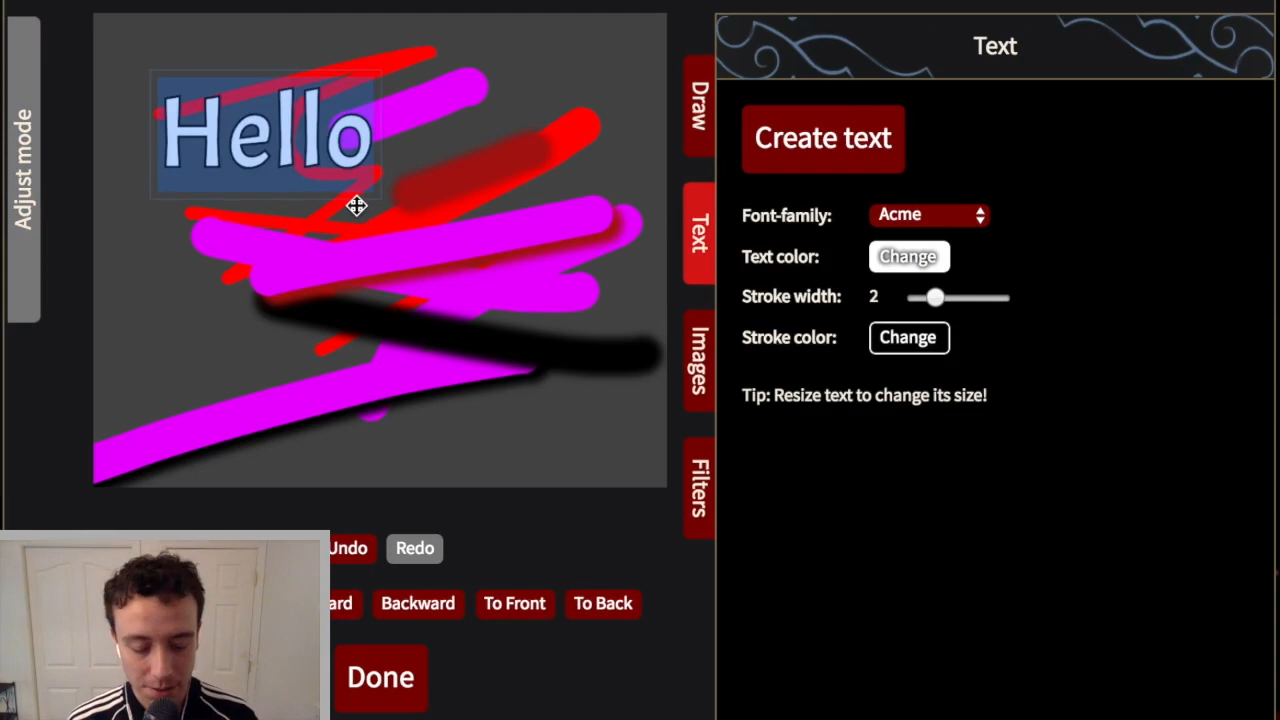 Adjust mode
Hello
Draw
Text
Images
Filters
Text
Create text
Font-family: Acme
Text color: Change
Stroke width: 2
Stroke color: Change
Tip: Resize text to change its size!
Undo Redo
Backward To Front To Back
Done